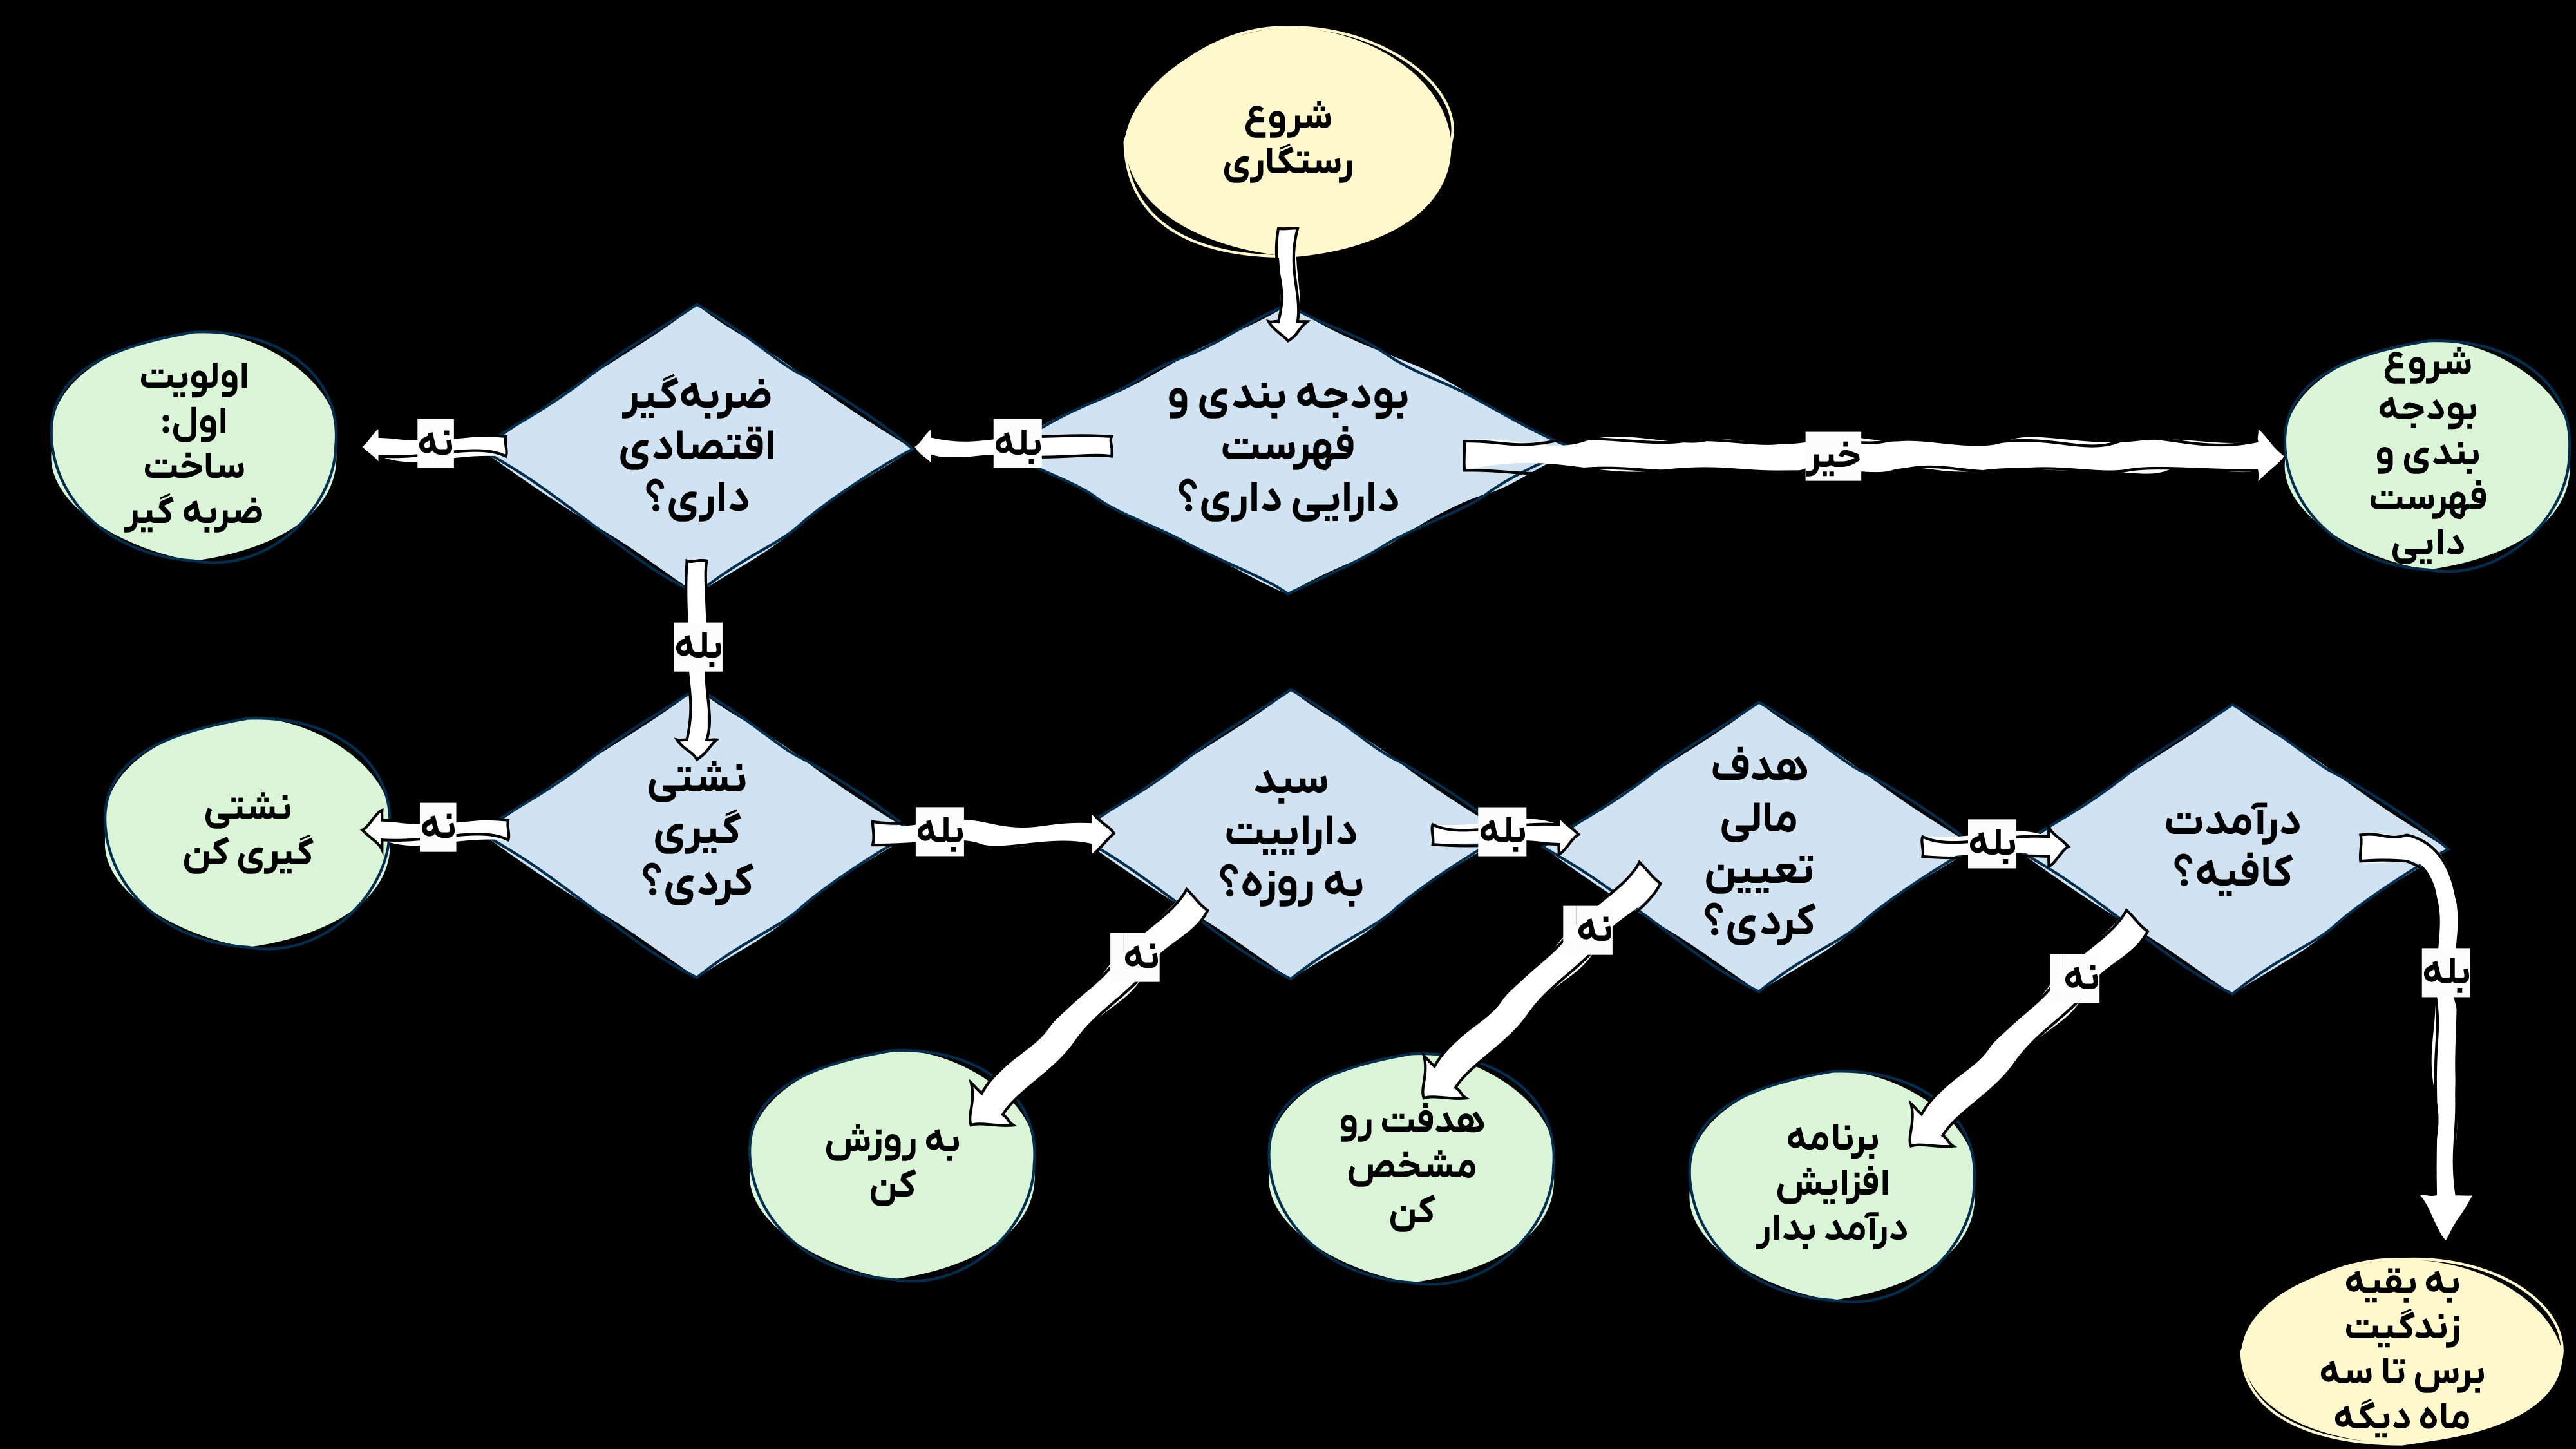 شروع
رستگاری
بودجه بندی و
فهرست
دارایی داری؟
خیر
شروع
بودجه
بندی و
فهرست
دایی
بله
ضربه‌گیر
اقتصادی
داری؟
نه
اولویت
اول:
ساخت
ضربه گیر
بله
نشتی
گیری
کردی؟
نه
نشتی
گیری کن
بله
سبد
داراییت
به روزه؟
نه
به روزش
کن
بله
هدف
مالی
تعیین
کردی؟
نه
هدفت رو
مشخص
کن
بله
درآمدت
کافیه؟
نه
برنامه
افزایش
درآمد بدار
بله
به بقیه
زندگیت
برس تا سه
ماه دیگه